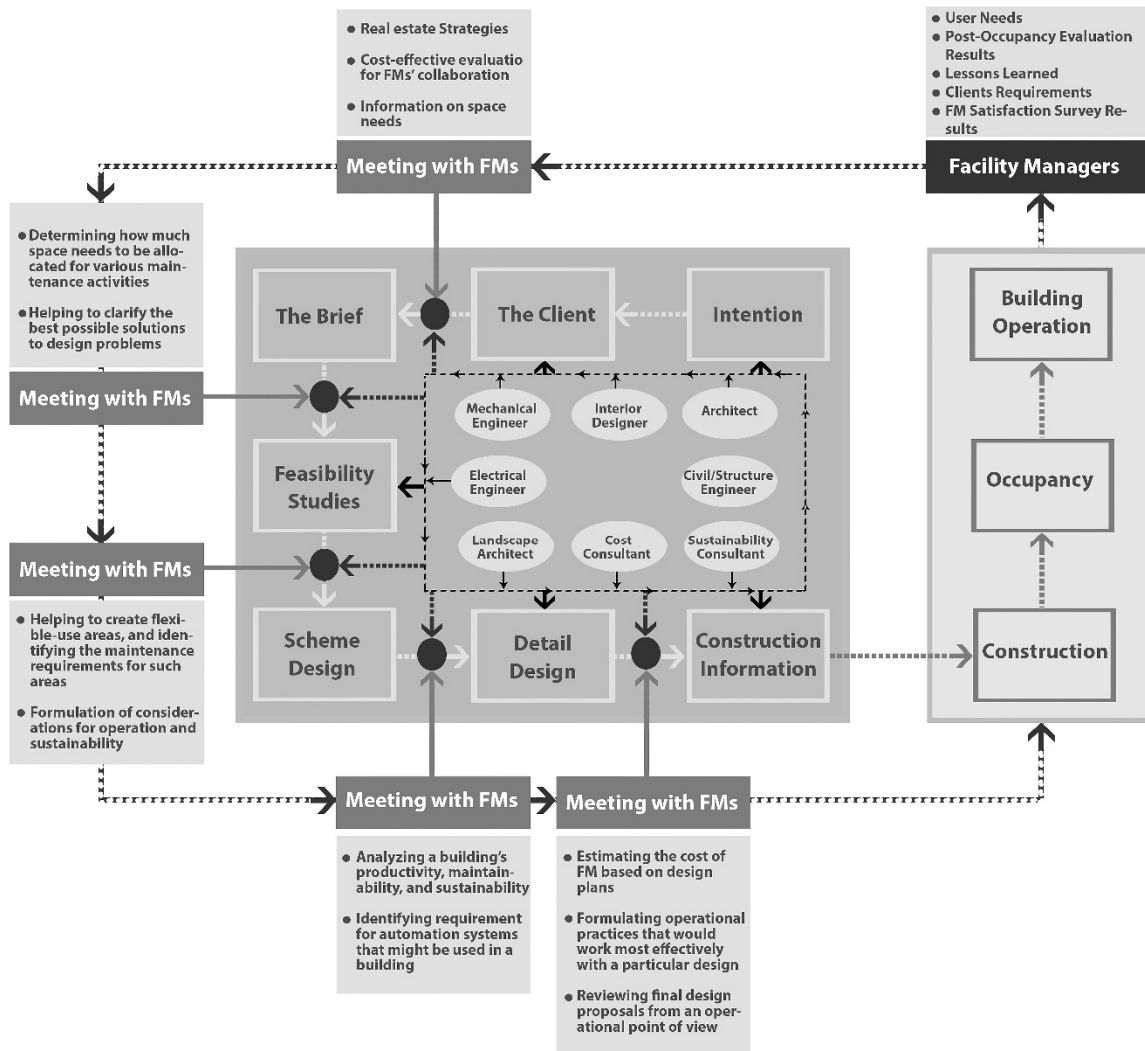 ● Real estate Strategies
● Cost-effective evaluatio
for FMs' collaboration
● Information on space
needs
Meeting with FMs
● User Needs
● Post-Occupancy Evaluation
Results
● Lessons Learned
● Clients Requirements
● FM Satisfaction Survey Re-
sults
Facility Managers
● Determining how much
space needs to be allo-
cated for various main-
tenance activities
● Helping to clarify the
best possible solutions
to design problems
Meeting with FMs
The Brief
The Client
Intention
Mechanical
Engineer
Interior
Designer
Architect
Feasibility
Studies
Electrical
Engineer
Civil/Structure
Engineer
Landscape
Architect
Cost
Consultant
Sustainability
Consultant
Scheme
Design
Detail
Design
Construction
Information
Building
Operation
Occupancy
Construction
Meeting with FMs
● Helping to create flexi-
ble-use areas, and iden-
tifying the maintenance
requirements for such
areas
● Formulation of consider-
ations for operation and
sustainability
Meeting with FMs
● Analyzing a building's
productivity, maintain-
ability, and sustainability
● Identifying requirement
for automation systems
that might be used in a
building
Meeting with FMs
● Estimating the cost of
FM based on design
plans
● Formulating operational
practices that would
work most effectively
with a particular design
● Reviewing final design
proposals from an oper-
ational point of view